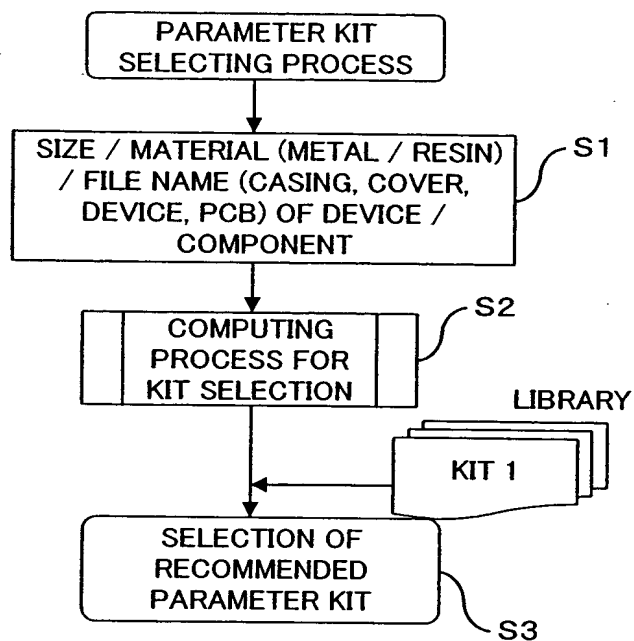 PARAMETER KIT
SELECTING PROCESS
SIZE / MATERIAL (METAL / RESIN)
/ FILE NAME (CASING, COVER,
DEVICE, PCB) OF DEVICE /
COMPONENT
S1
COMPUTING
PROCESS FOR
KIT SELECTION
S2
LIBRARY
KIT 1
SELECTION OF
RECOMMENDED
PARAMETER KIT
S3